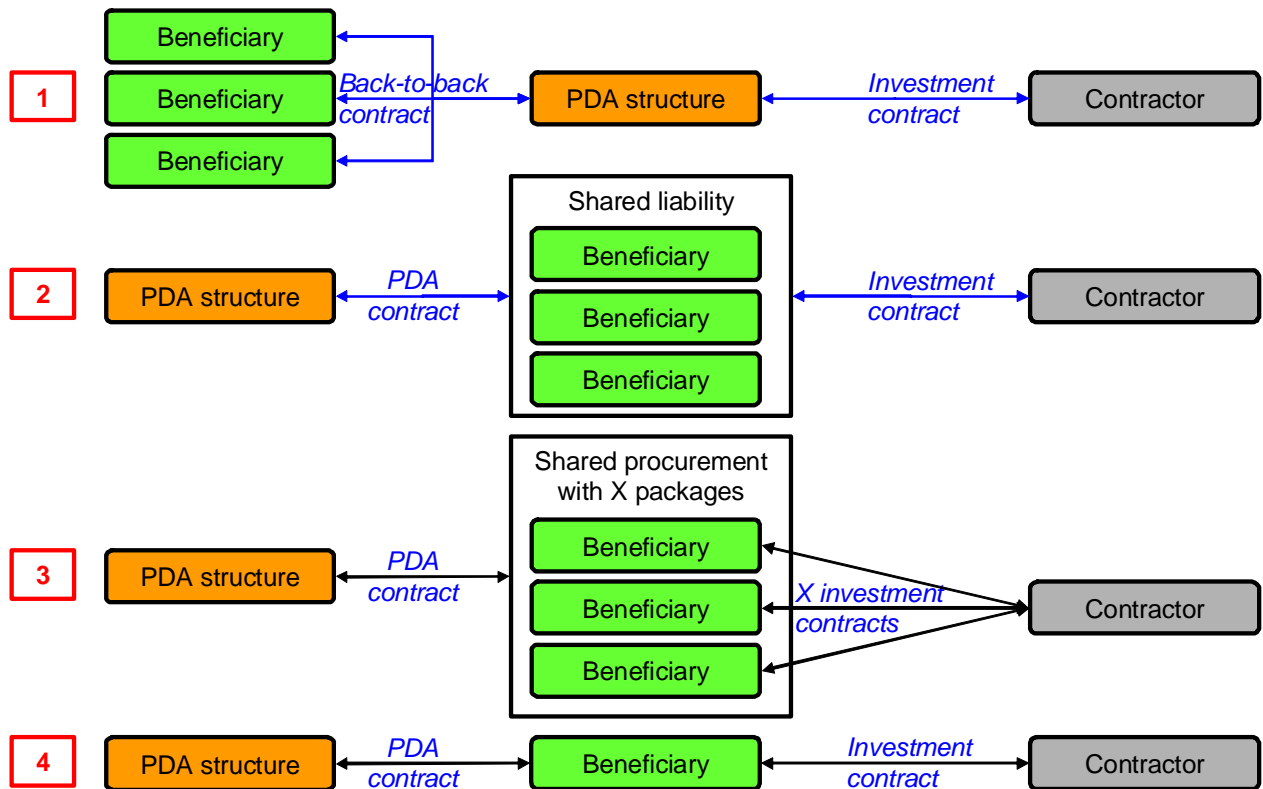 Beneficiary
1
Beneficiary
Back-to-back
contract
PDA structure
Investment
contract
Contractor
Beneficiary
Shared liability
Beneficiary
2
PDA structure
PDA
contract
Beneficiary
Investment
contract
Contractor
Beneficiary
Shared procurement
with X packages
Beneficiary
3
PDA structure
PDA
contract
Beneficiary
X investment
contracts
Contractor
Beneficiary
4
PDA structure
PDA
contract
Beneficiary
Investment
contract
Contractor